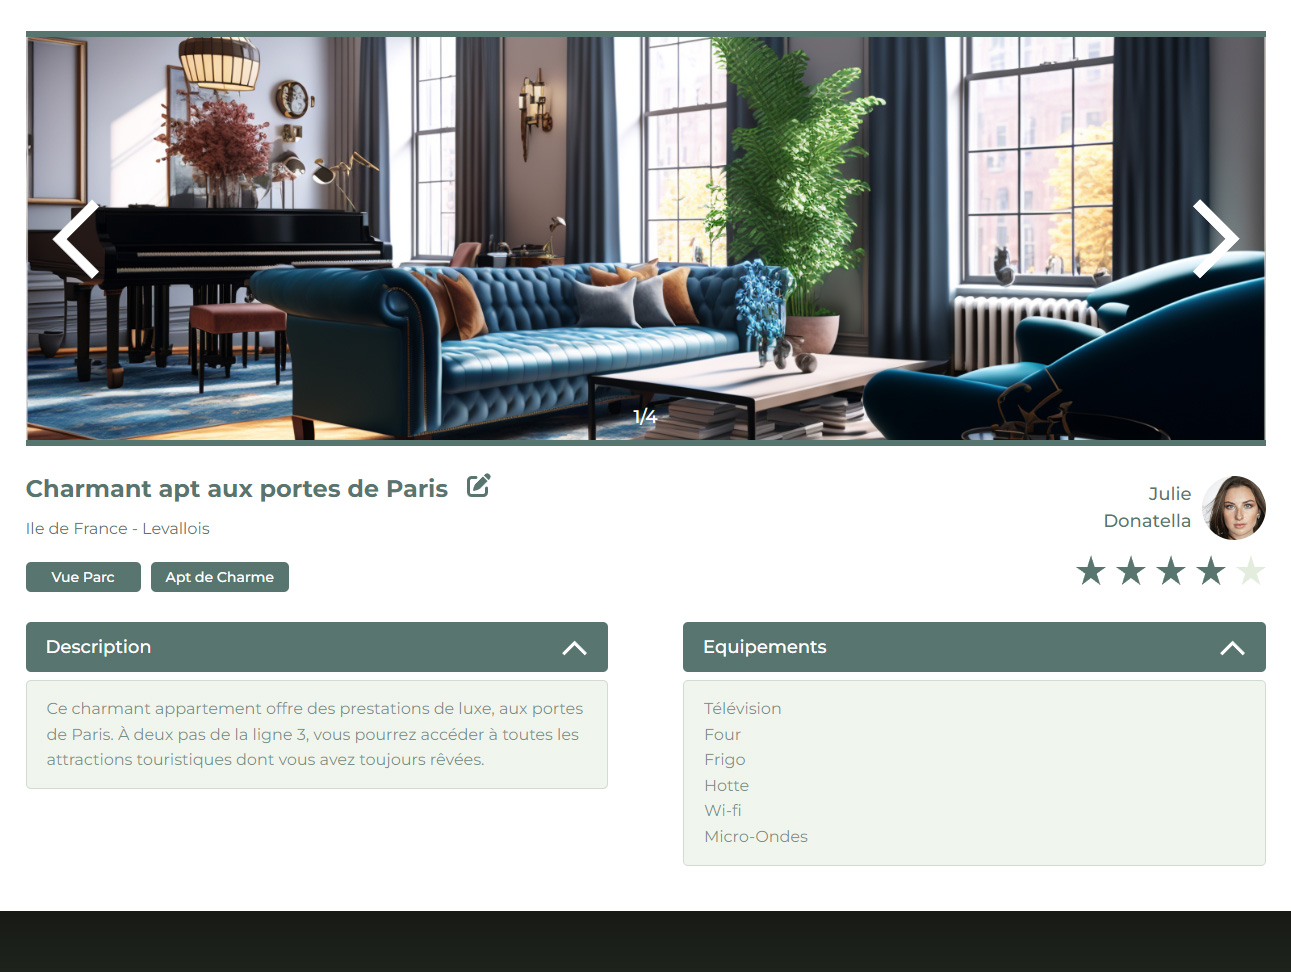 1/4
Charmant apt aux portes de Paris
Ile de France - Levallois
Vue Parc
Apt de Charme
Julie
Donatella
Description
Ce charmant appartement offre des prestations de luxe, aux portes
de Paris. À deux pas de la ligne 3, vous pourrez accéder à toutes les
attractions touristiques dont vous avez toujours rêvées.
Equipements
Télévision
Four
Frigo
Hotte
Wi-fi
Micro-Ondes